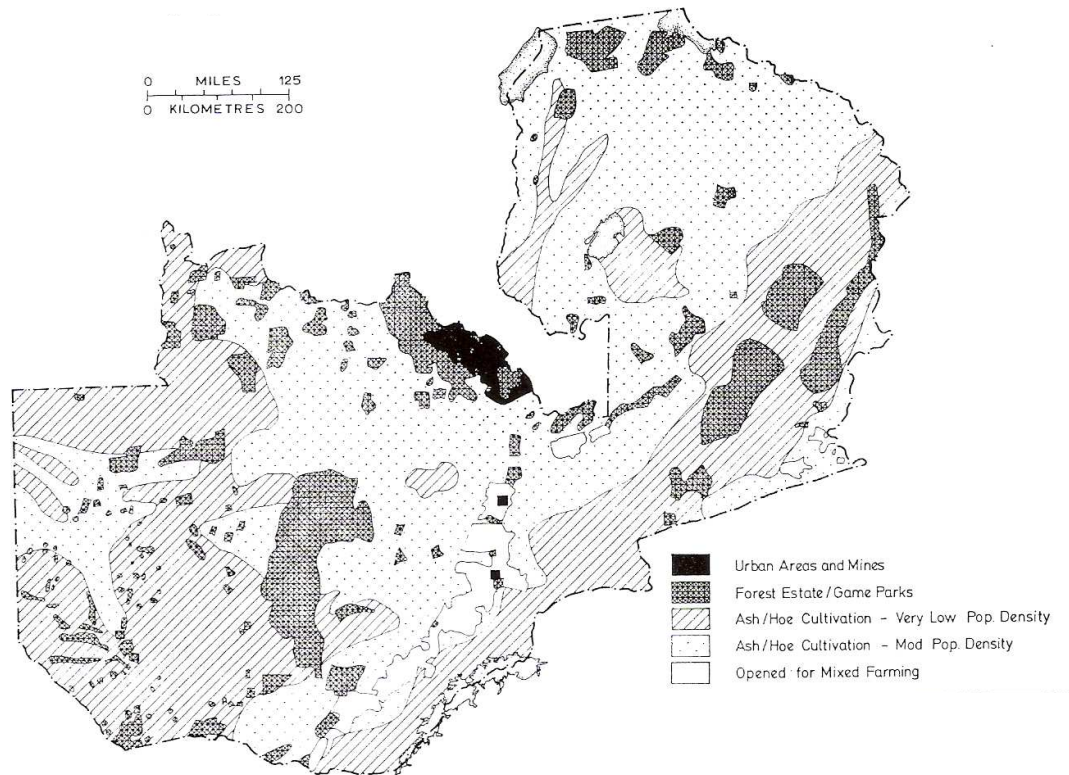 0 MILES 125
0 KILOMETRES 200
Urban Areas and Mines
Forest Estate/Game Parks
Ash/Hoe Cultivation - Very Low Pop. Density
Ash/Hoe Cultivation - Mod Pop. Density
Opened for Mixed Farming